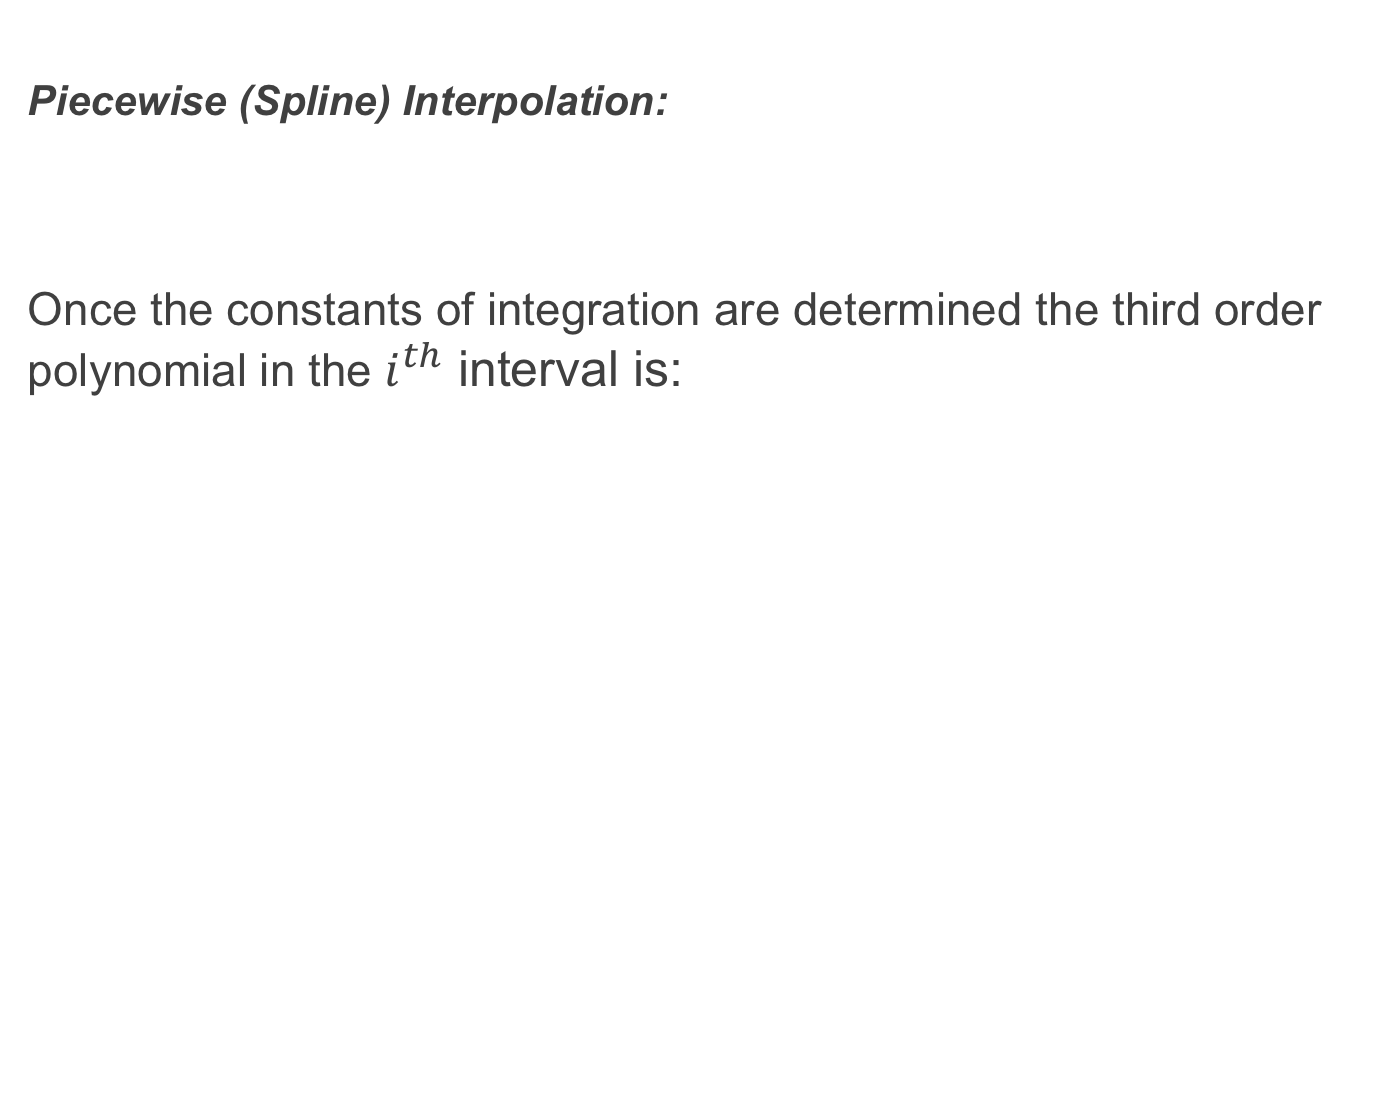 Piecewise (Spline) Interpolation:
Once the constants of integration are determined the third order
polynomial in the i^{th} interval is: